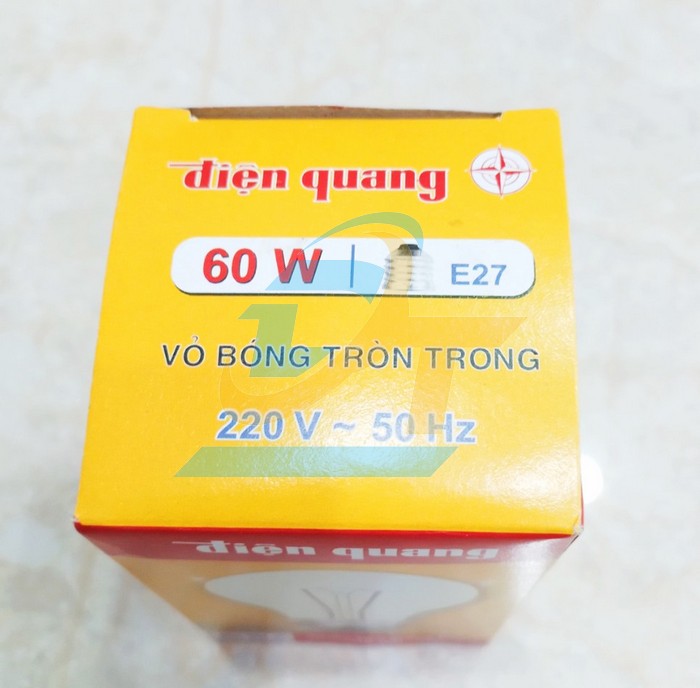 điện quang
60 W | E27
VỎ BÓNG TRÒN TRONG
220 V ~ 50 Hz
điện quang